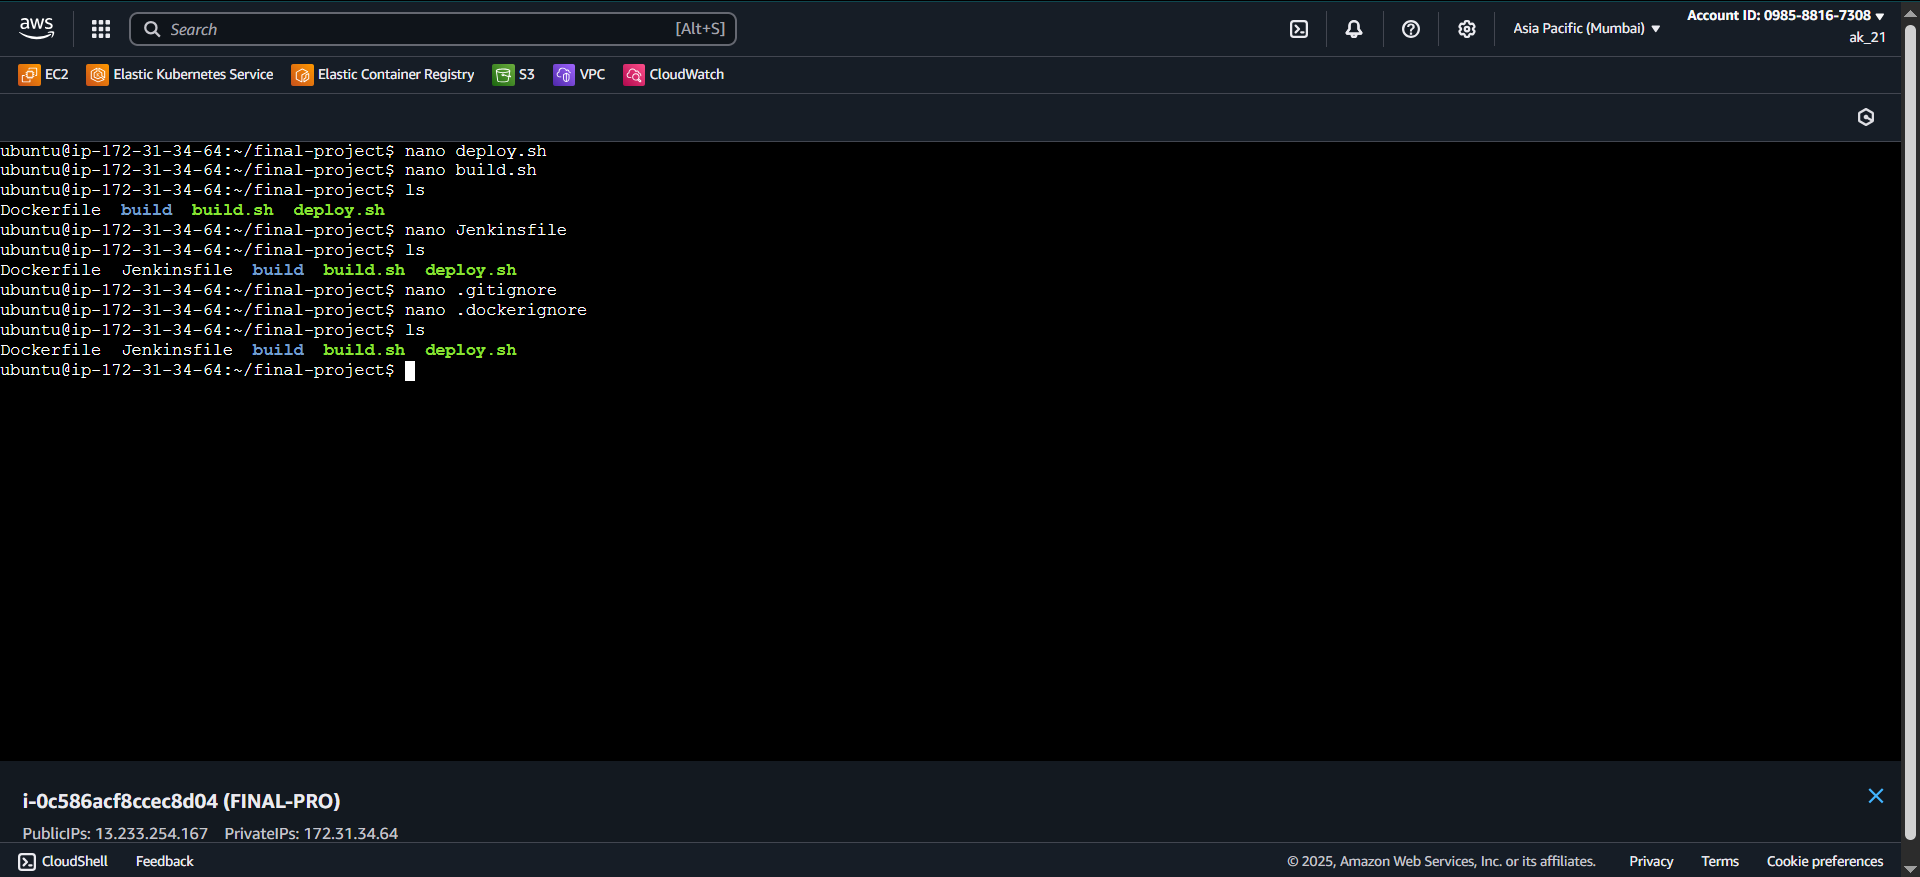 aws
Search [Alt+S]
Asia Pacific (Mumbai)
Account ID: 0985-8816-7308
ak_21
EC2 Elastic Kubernetes Service Elastic Container Registry S3 VPC CloudWatch
ubuntu@ip-172-31-34-64:~/final-project$ nano deploy.sh
ubuntu@ip-172-31-34-64:~/final-project$ nano build.sh
ubuntu@ip-172-31-34-64:~/final-project$ ls
Dockerfile build build.sh deploy.sh
ubuntu@ip-172-31-34-64:~/final-project$ nano Jenkinsfile
ubuntu@ip-172-31-34-64:~/final-project$ ls
Dockerfile Jenkinsfile build build.sh deploy.sh
ubuntu@ip-172-31-34-64:~/final-project$ nano .gitignore
ubuntu@ip-172-31-34-64:~/final-project$ nano .dockerignore
ubuntu@ip-172-31-34-64:~/final-project$ ls
Dockerfile Jenkinsfile build build.sh deploy.sh
ubuntu@ip-172-31-34-64:~/final-project$
i-0c586acf8ccec8d04 (FINAL-PRO)
PublicIPs: 13.233.254.167 PrivateIPs: 172.31.34.64
CloudShell Feedback © 2025, Amazon Web Services, Inc. or its affiliates. Privacy Terms Cookie preferences